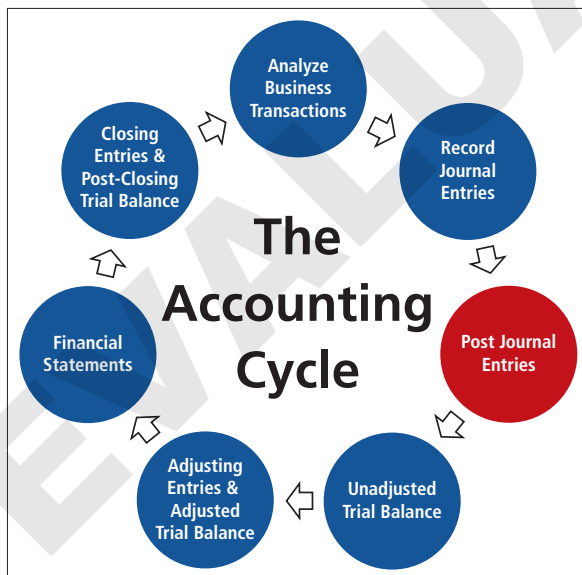 Analyze
Business
Transactions
Record
Journal
Entries
Post Journal
Entries
Unadjusted
Trial Balance
Adjusting
Entries &
Adjusted
Trial Balance
Financial
Statements
Closing
Entries &
Post-Closing
Trial Balance
The
Accounting
Cycle
EVALUA